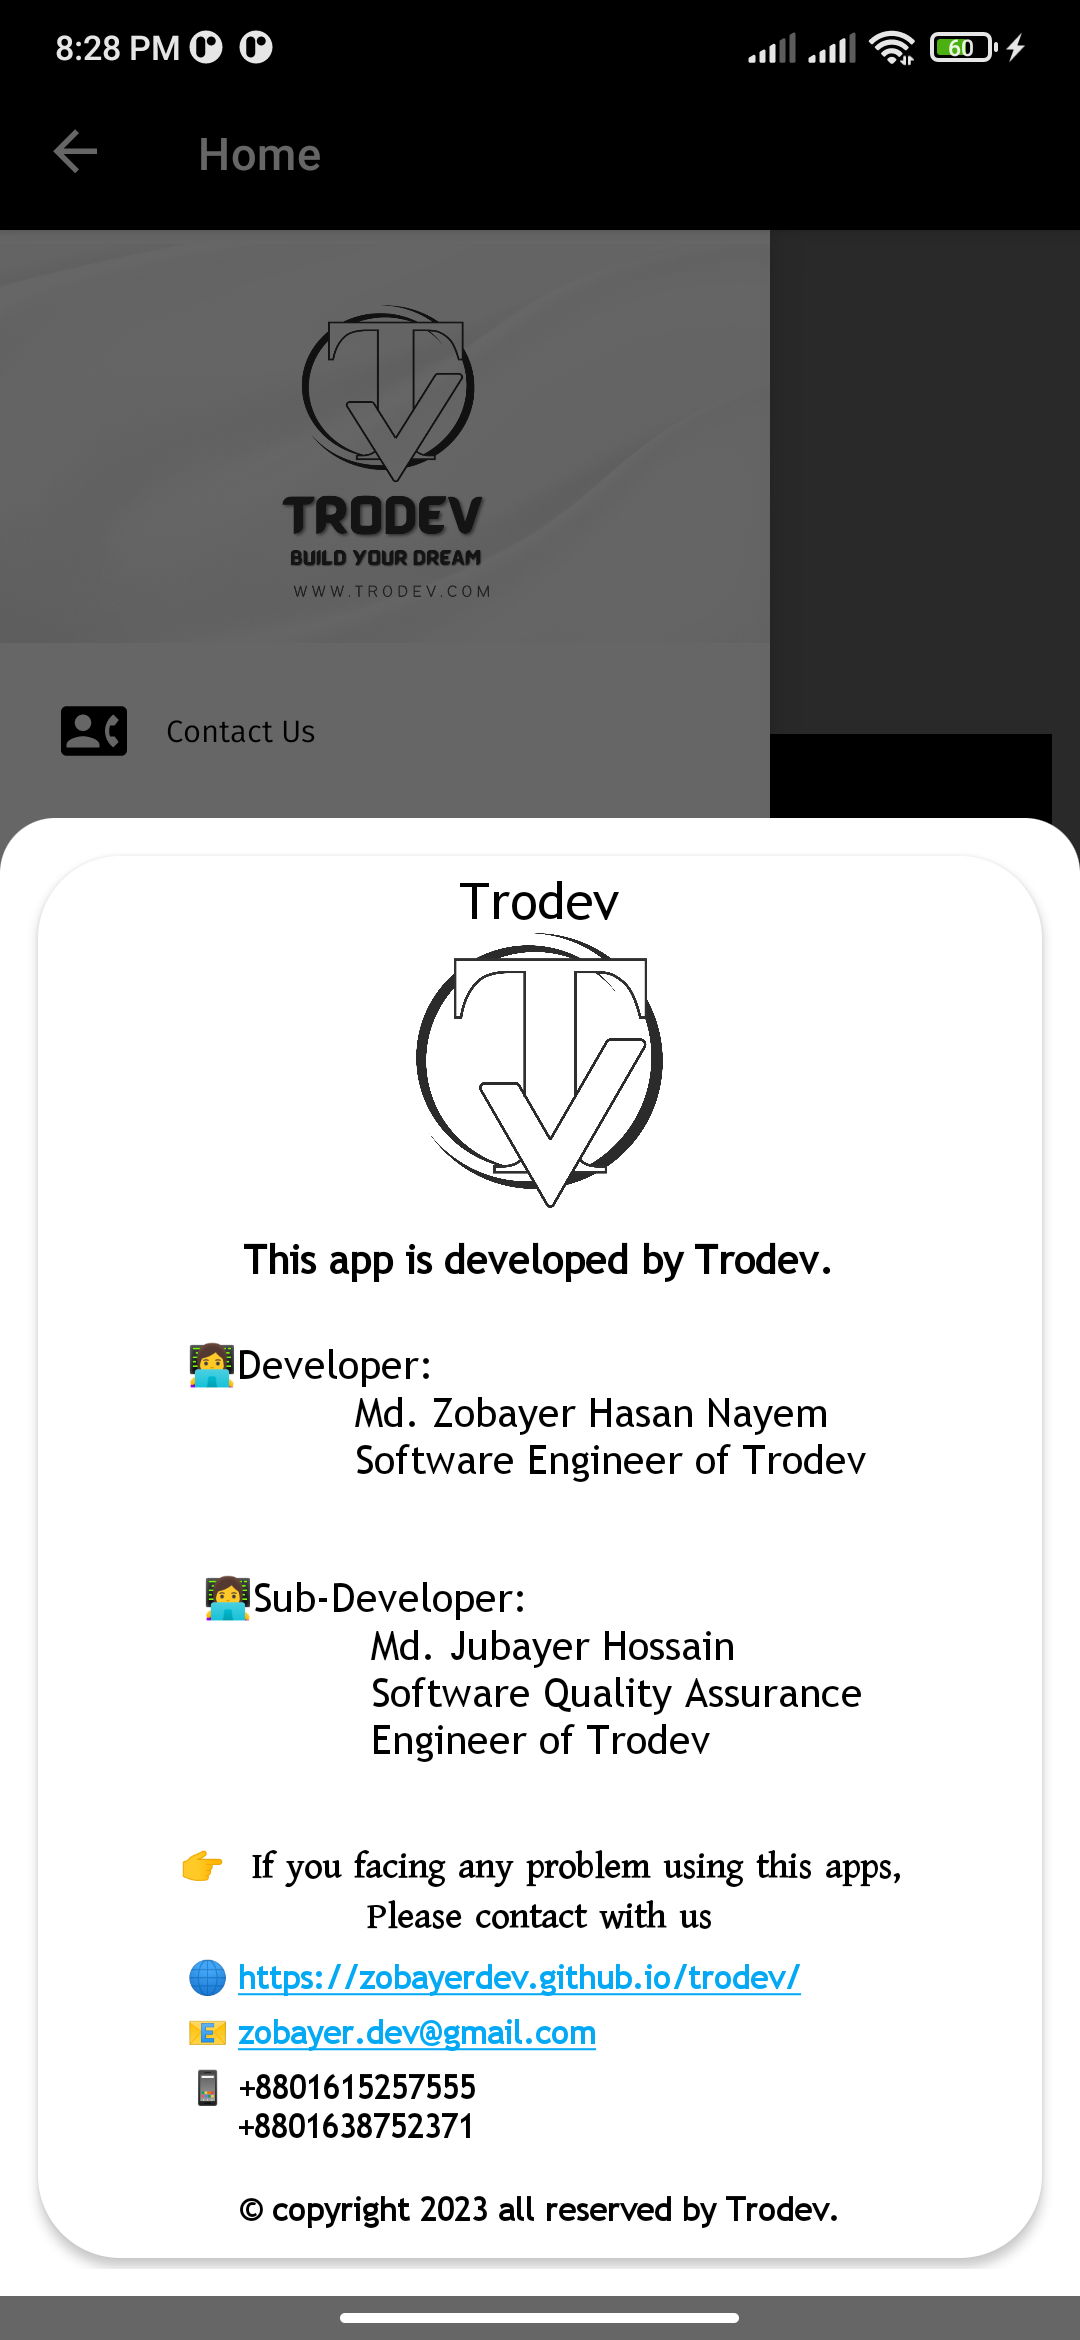 8:28 PM
60
Home
TRODEV
BUILD YOUR DREAM
WWW.TRODEV.COM
Contact Us
Trodev
This app is developed by Trodev.
👩‍💻Developer:
Md. Zobayer Hasan Nayem
Software Engineer of Trodev
👩‍💻Sub-Developer:
Md. Jubayer Hossain
Software Quality Assurance
Engineer of Trodev
👉 If you facing any problem using this apps,
Please contact with us
🌐 https://zobayerdev.github.io/trodev/
📧 zobayer.dev@gmail.com
📱 +8801615257555
+8801638752371
© copyright 2023 all reserved by Trodev.